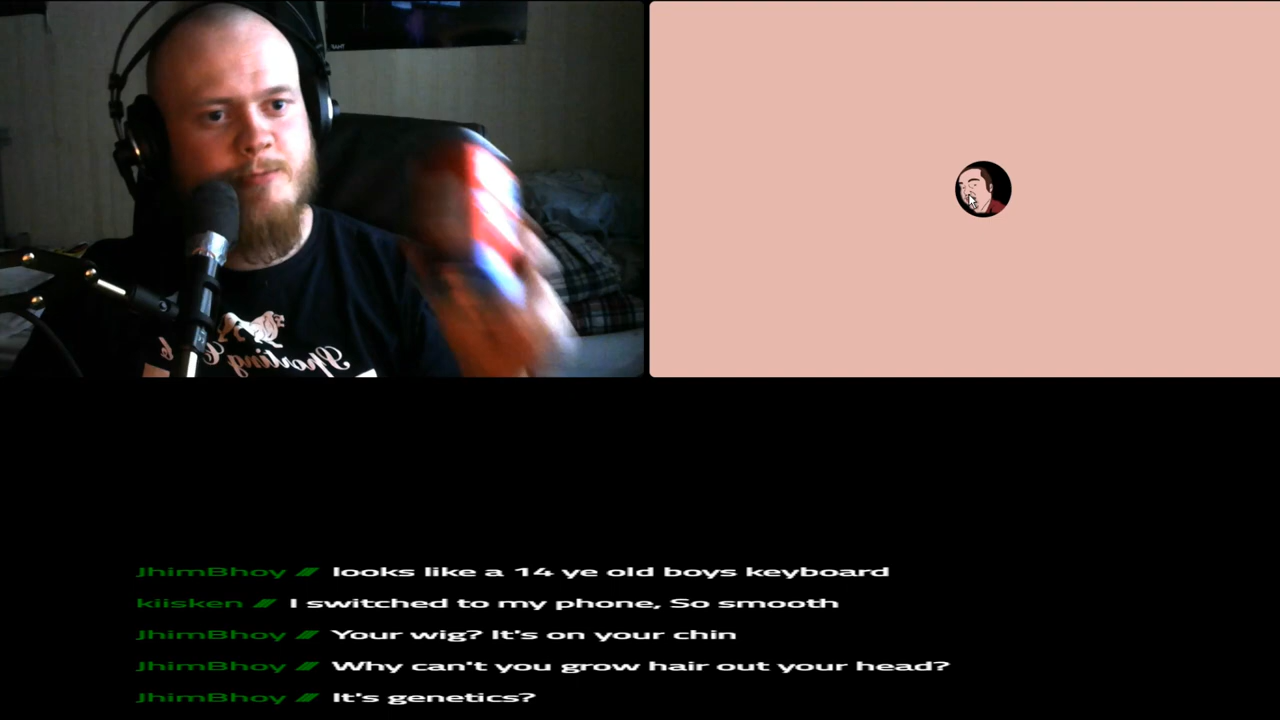 Sporting
JhimBhoy /// looks like a 14 ye old boys keyboard
kiisken /// I switched to my phone, So smooth
JhimBhoy /// Your wig? It's on your chin
JhimBhoy /// Why can't you grow hair out your head?
JhimBhoy /// It's genetics?